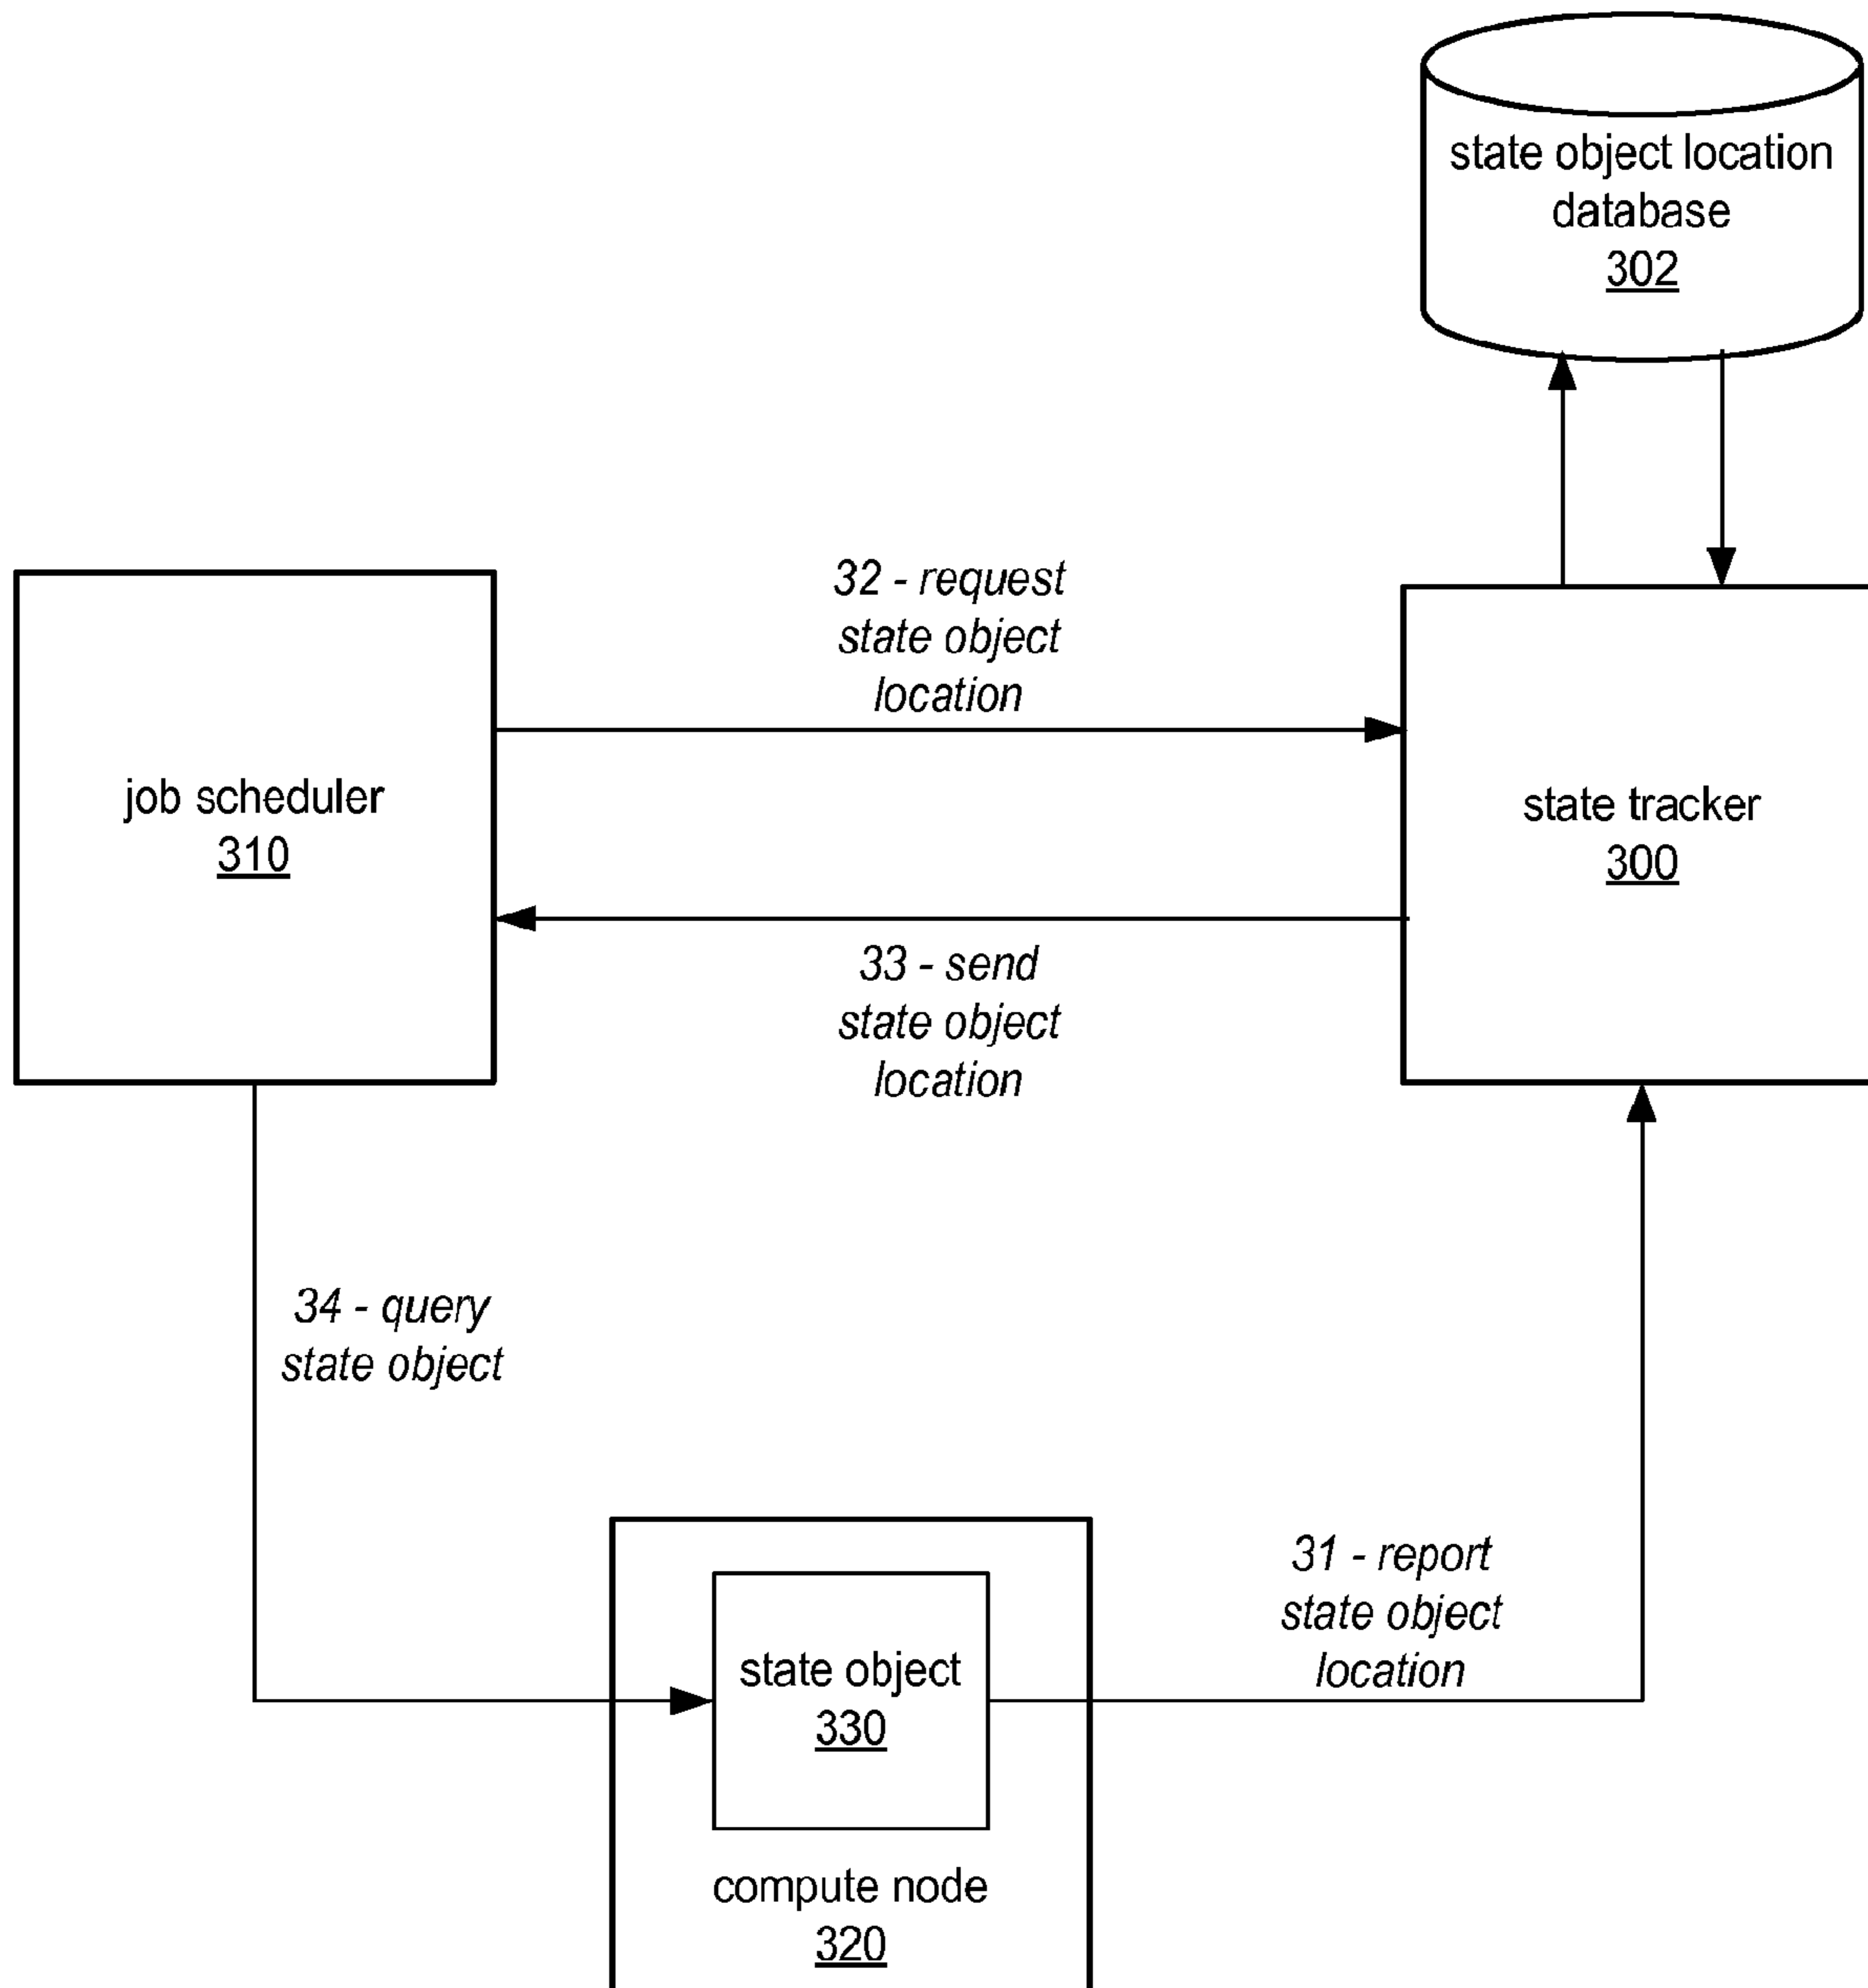 state object location
database
302
32 - request
state object
location
job scheduler
310
state tracker
300
33 - send
state object
location
34 - query
state object
31 - report
state object
location
state object
330
compute node
320